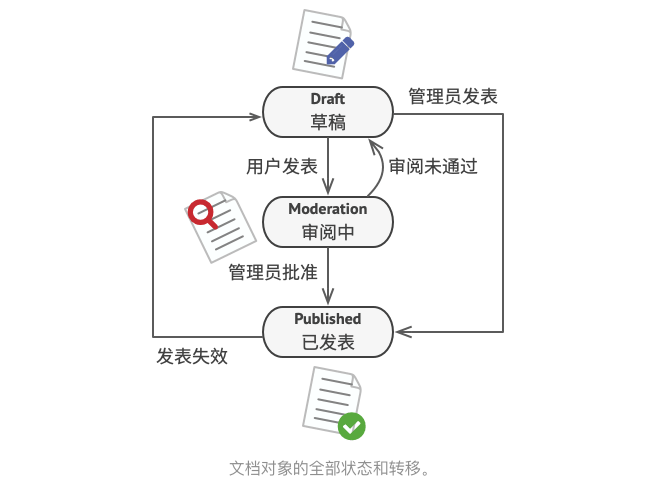 Draft
草稿
管理员发表
用户发表
审阅未通过
Moderation
审阅中
管理员批准
Published
已发表
发表失效
文档对象的全部状态和转移。